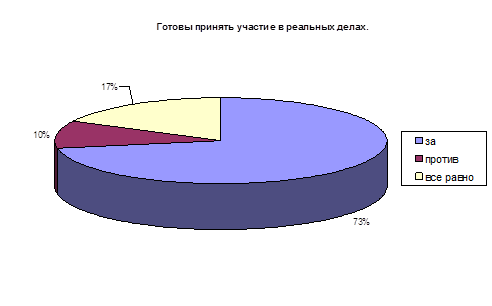 Готовы принять участие в реальных делах.
17%
10%
73%
за
против
все равно